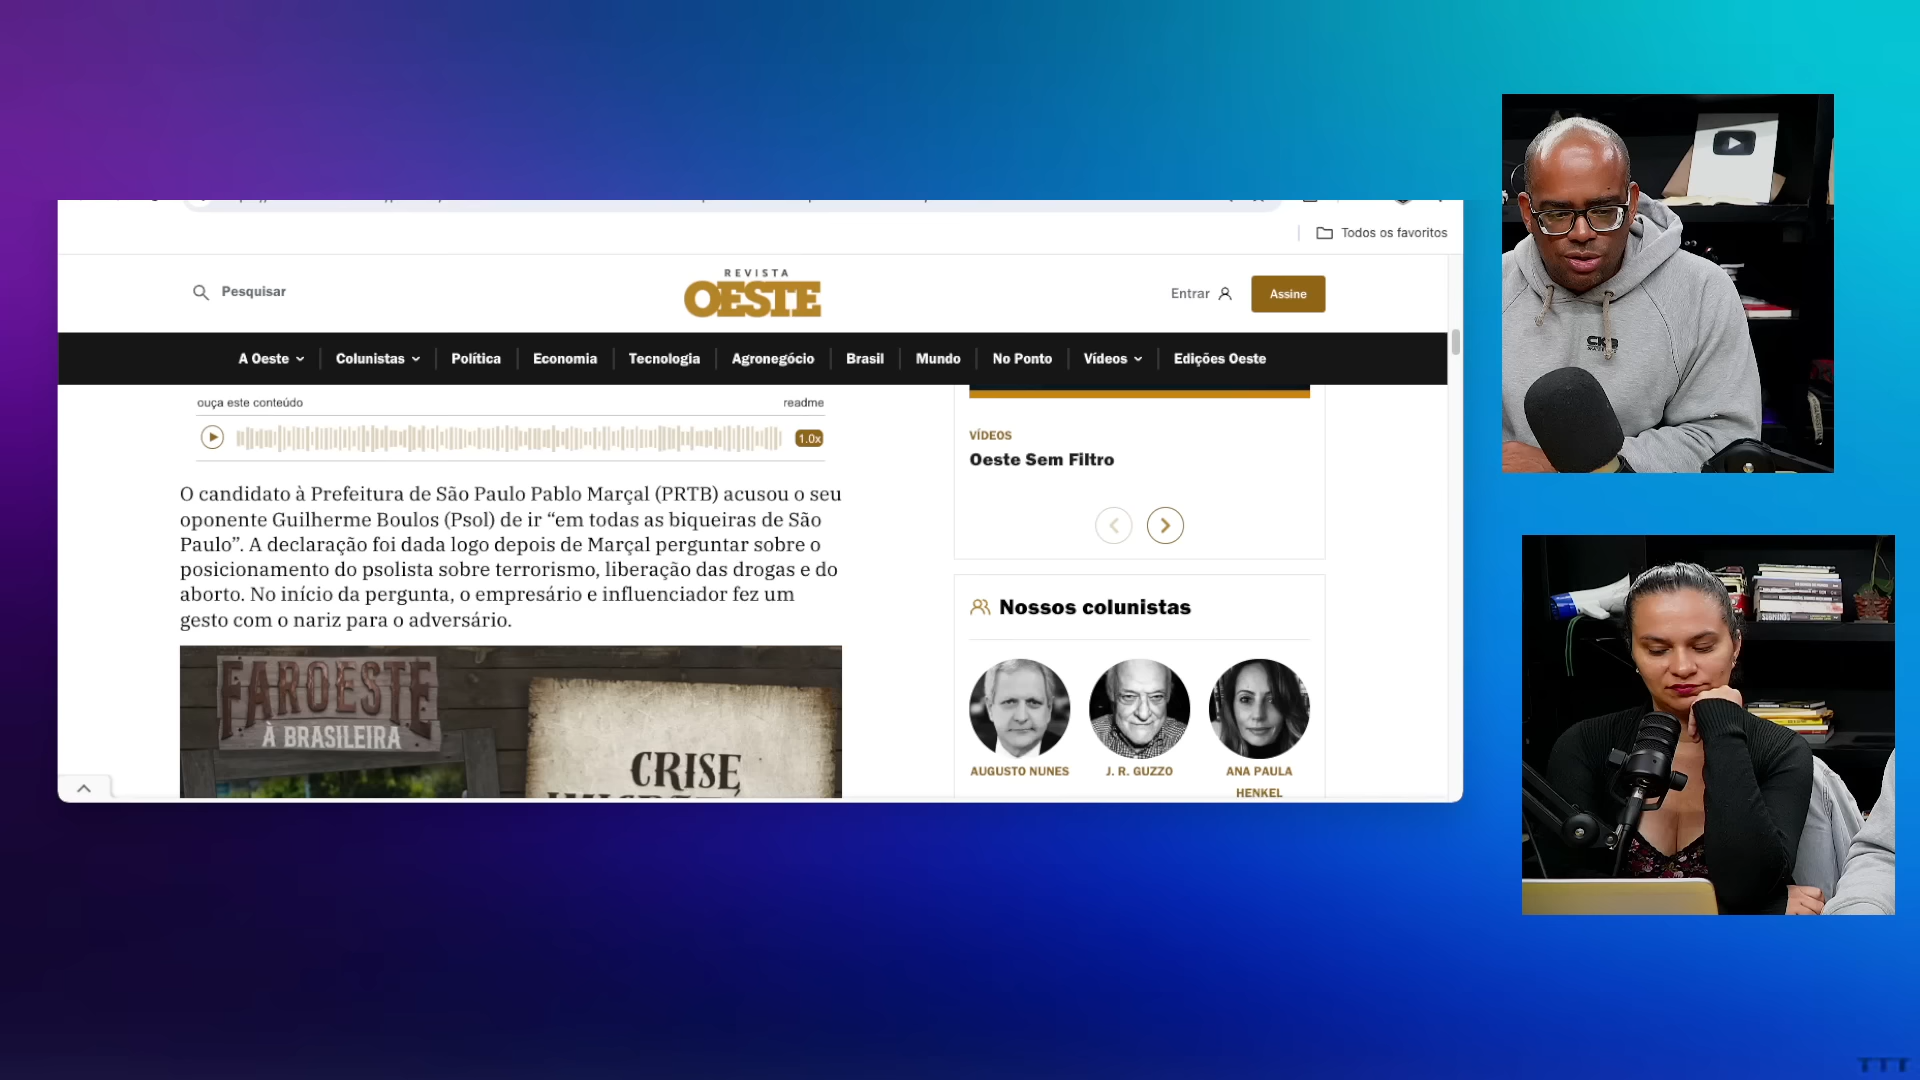 Todos os favoritos
Pesquisar
REVISTA
OESTE
Entrar
Assine
A Oeste
Colunistas
Política
Economia
Tecnologia
Agronegócio
Brasil
Mundo
No Ponto
Vídeos
Edições Oeste
ouça este conteúdo
readme
1.0x
O candidato à Prefeitura de São Paulo Pablo Marçal (PRTB) acusou o seu
oponente Guilherme Boulos (Psol) de ir “em todas as biqueiras de São
Paulo”. A declaração foi dada logo depois de Marçal perguntar sobre o
posicionamento do psolista sobre terrorismo, liberação das drogas e do
aborto. No início da pergunta, o empresário e influenciador fez um
gesto com o nariz para o adversário.
FAROESTE
À BRASILEIRA
CRISE
VÍDEOS
Oeste Sem Filtro
Nossos colunistas
AUGUSTO NUNES
J. R. GUZZO
ANA PAULA
HENKEL
TTT